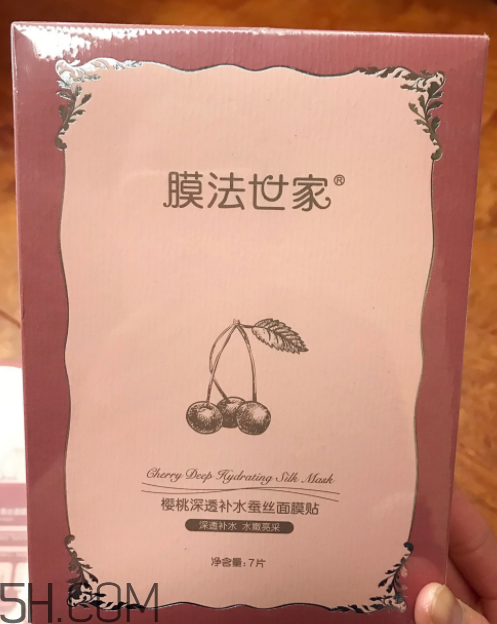 膜法世家®
Cherry Deep Hydrating Silk Mask
樱桃深透补水蚕丝面膜贴
深透补水 水嫩亮采
净含量:7片
5H.COM